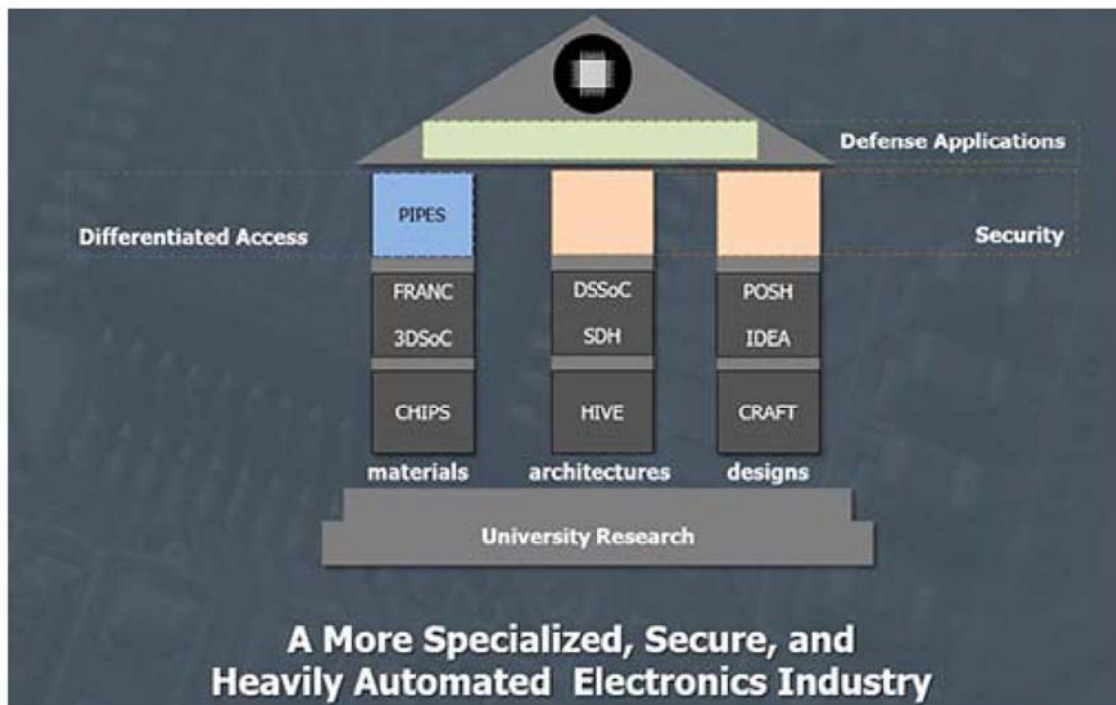 Defense Applications
PIPES
Differentiated Access
Security
FRANC
DSSoC
POSH
3DSoC
SDH
IDEA
CHIPS
HIVE
CRAFT
materials
architectures
designs
University Research
A More Specialized, Secure, and
Heavily Automated Electronics Industry